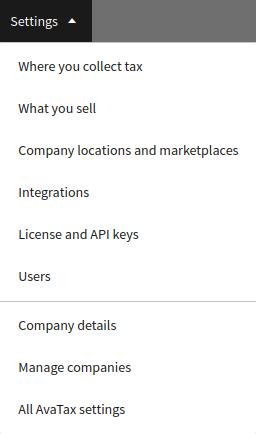 Settings
Where you collect tax
What you sell
Company locations and marketplaces
Integrations
License and API keys
Users
Company details
Manage companies
All AvaTax settings